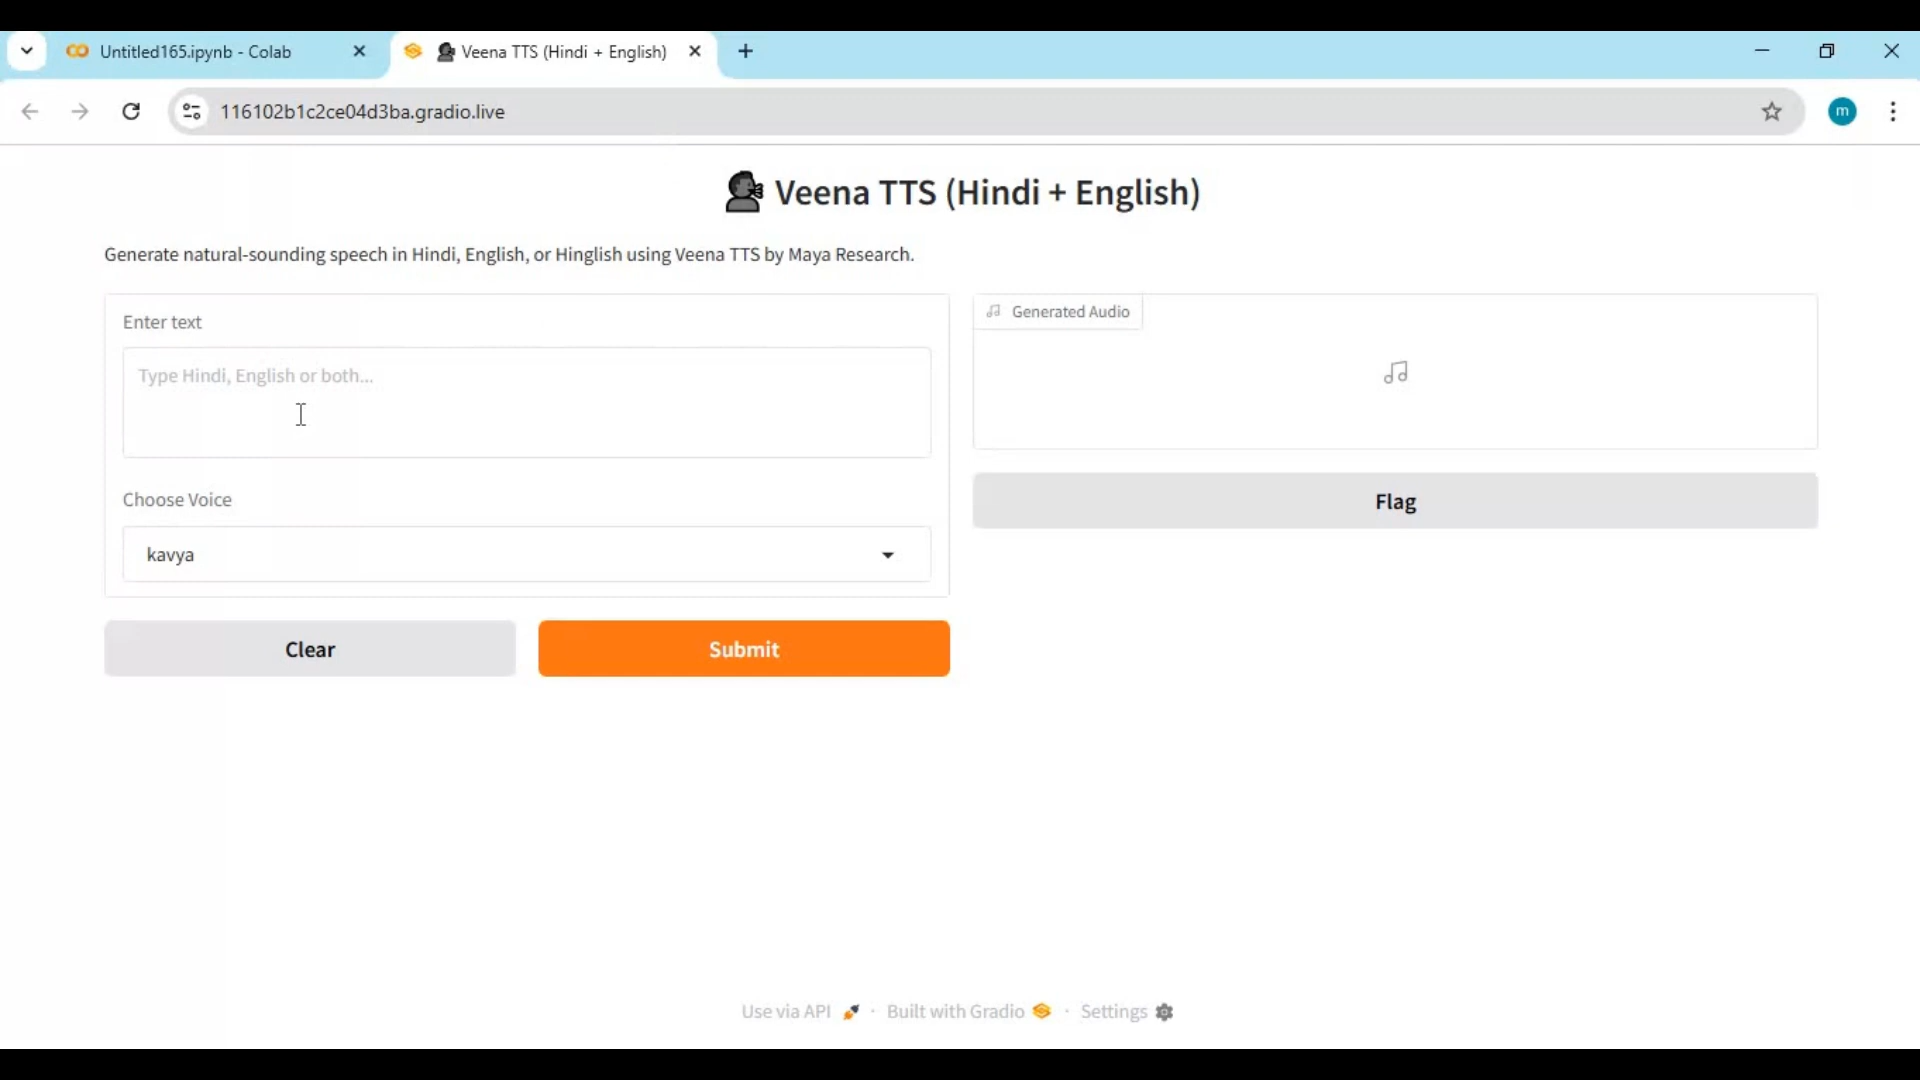 Untitled165.ipynb - Colab
Veena TTS (Hindi + English)
116102b1c2ce04d3ba.gradio.live
m
Veena TTS (Hindi + English)
Generate natural-sounding speech in Hindi, English, or Hinglish using Veena TTS by Maya Research.
Enter text
Type Hindi, English or both...
Choose Voice
kavya
Clear
Submit
Generated Audio
Flag
Use via API · Built with Gradio · Settings